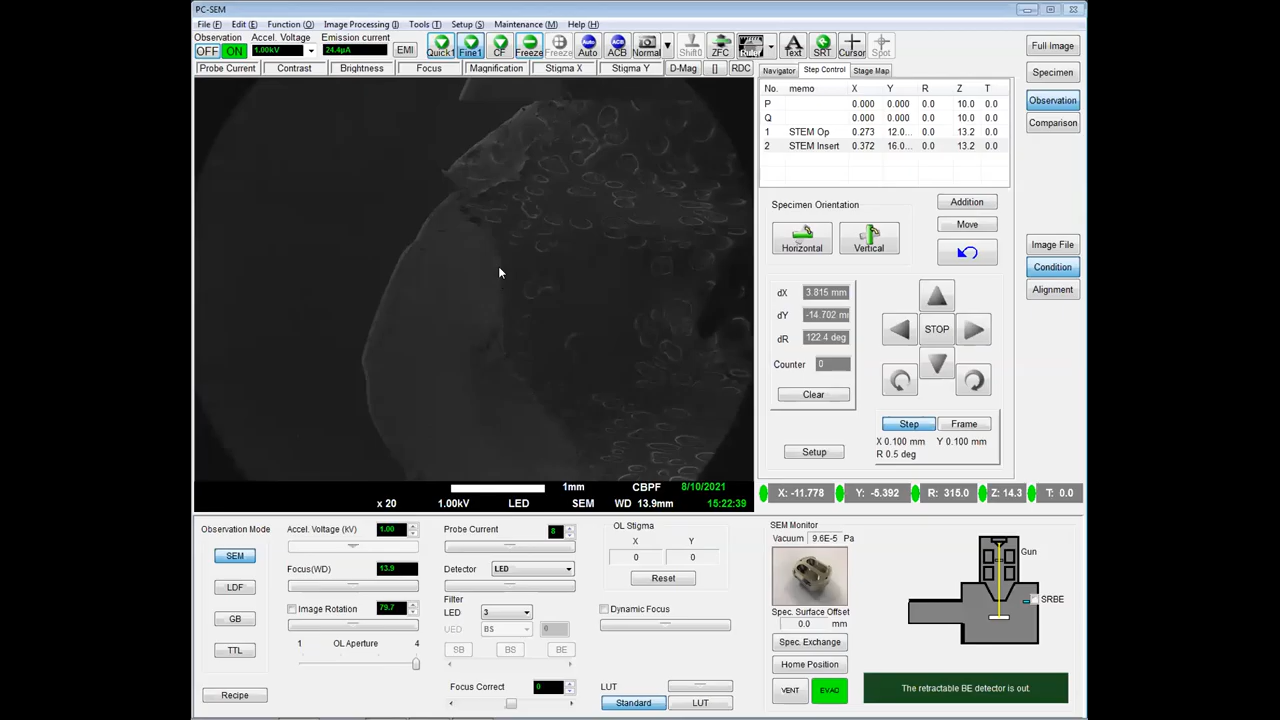 PC-SEM
File (F) Edit (E) Function (O) Image Processing (I) Tools (T) Setup (S) Maintenance (M) Help (H)
Observation Accel. Voltage Emission current
OFF ON 1.00kV 24.4µA EMI Quick1 Fine1 CF Freeze Freeze Auto ACB Normal Shift0 ZFC Ruler Text SRT Cursor Spot
Probe Current Contrast Brightness Focus Magnification Stigma X Stigma Y D-Mag [] RDC
Full Image
Specimen
Observation
Comparison
Image File
Condition
Alignment
Navigator Step Control Stage Map
No. memo X Y R Z T
P 0.000 0.000 0.0 10.0 0.0
Q 0.000 0.000 0.0 10.0 0.0
1 STEM Op 0.273 12.0... 0.0 13.2 0.0
2 STEM Insert 0.372 16.0... 0.0 13.2 0.0
Specimen Orientation
Horizontal Vertical
Addition
Move
dX 3.815 mm
dY -14.702 m
dR 122.4 deg
Counter 0
Clear
STOP
Step Frame
X 0.100 mm Y 0.100 mm
R 0.5 deg
Setup
1mm CBPF 8/10/2021
x 20 1.00kV LED SEM WD 13.9mm 15:22:39
X: -11.778 Y: -5.392 R: 315.0 Z: 14.3 T: 0.0
Observation Mode
SEM
LDF
GB
TTL
Recipe
Accel. Voltage (kV) 1.00
Focus(WD) 13.9
Image Rotation 79.7
1 OL Aperture 4
Probe Current 8
Detector LED
Filter
LED 3
UED BS 0
SB BS BE
Focus Correct 0
OL Stigma
X Y
0 0
Reset
Dynamic Focus
LUT
Standard LUT
SEM Monitor
Vacuum 9.6E-5 Pa
Spec. Surface Offset
0.0 mm
Spec. Exchange
Home Position
VENT EVAC
Gun
SRBE
The retractable BE detector is out.